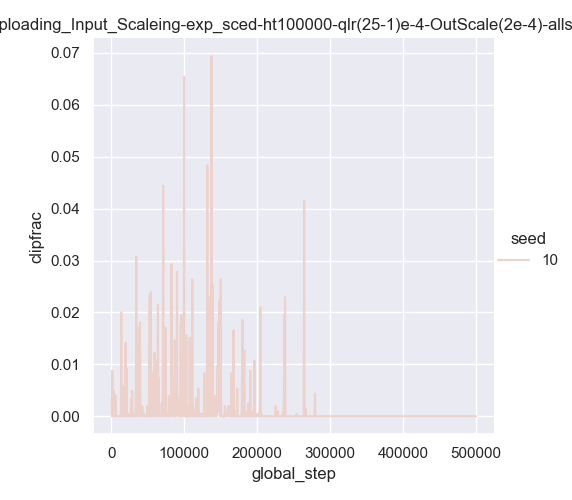 ploading_Input_Scaleing-exp_sced-ht100000-qlr(25-1)e-4-OutScale(2e-4)-alls
0.07
0.06
0.05
0.04
0.03
0.02
0.01
0.00
clipfrac
0 100000 200000 300000 400000 500000
global_step
seed
10